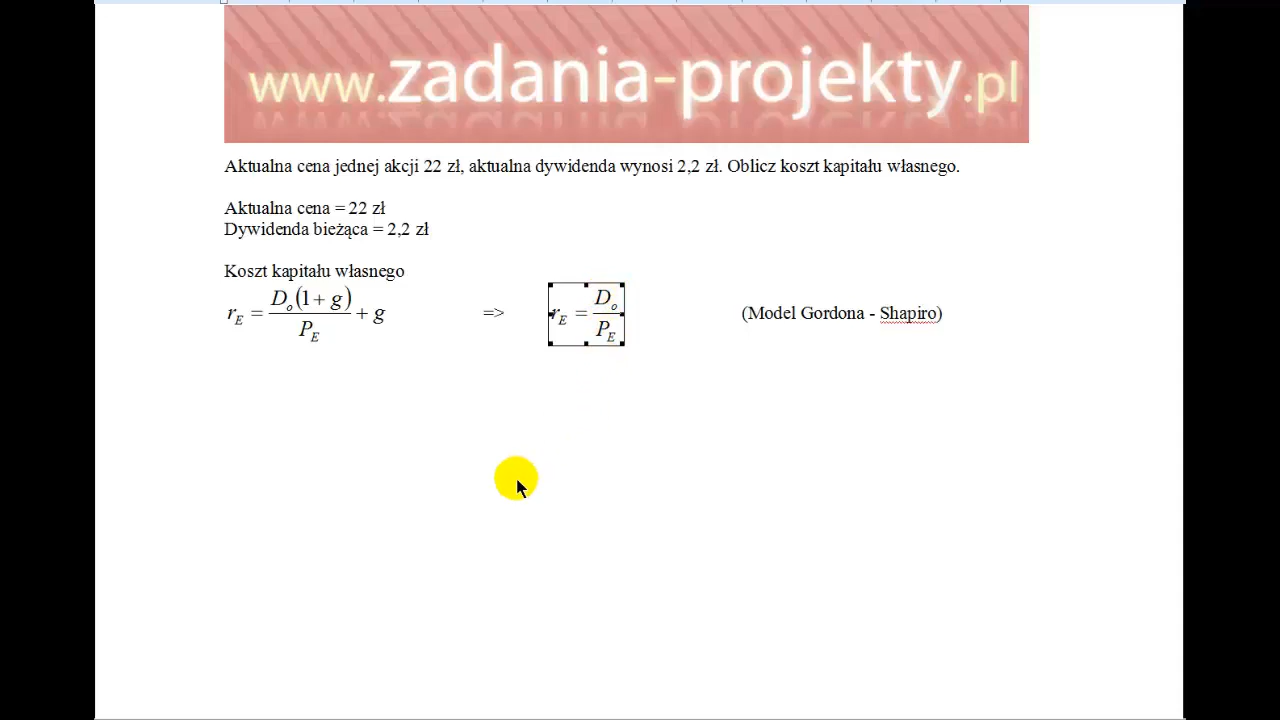 www.zadania-projekty.pl
Aktualna cena jednej akcji 22 zł, aktualna dywidenda wynosi 2,2 zł. Oblicz koszt kapitału własnego.
Aktualna cena = 22 zł
Dywidenda bieżąca = 2,2 zł
Koszt kapitału własnego
r_E = D_o(1 + g) / P_E + g => r_E = D_o / P_E (Model Gordona - Shapiro)